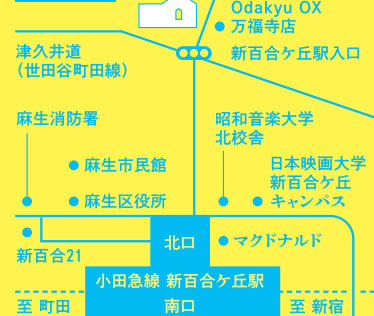 Odakyu OX
万福寺店
津久井道
（世田谷町田線）
新百合ケ丘駅入口
麻生消防署
昭和音楽大学
北校舎
麻生市民館
日本映画大学
新百合ケ丘
キャンパス
麻生区役所
新百合21
北口
マクドナルド
小田急線 新百合ケ丘駅
南口
至 町田
至 新宿